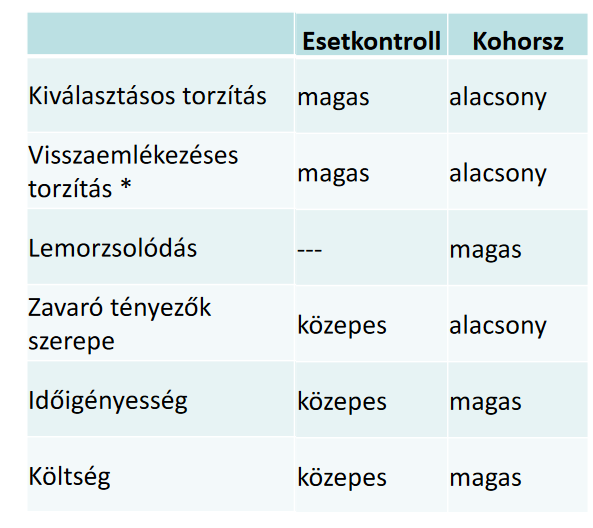 Esetkontroll Kohorsz
Kiválasztásos torzítás magas alacsony
Visszaemlékezéses
torzítás * magas alacsony
Lemorzsolódás --- magas
Zavaró tényezők
szerepe közepes alacsony
Időigényesség közepes magas
Költség közepes magas